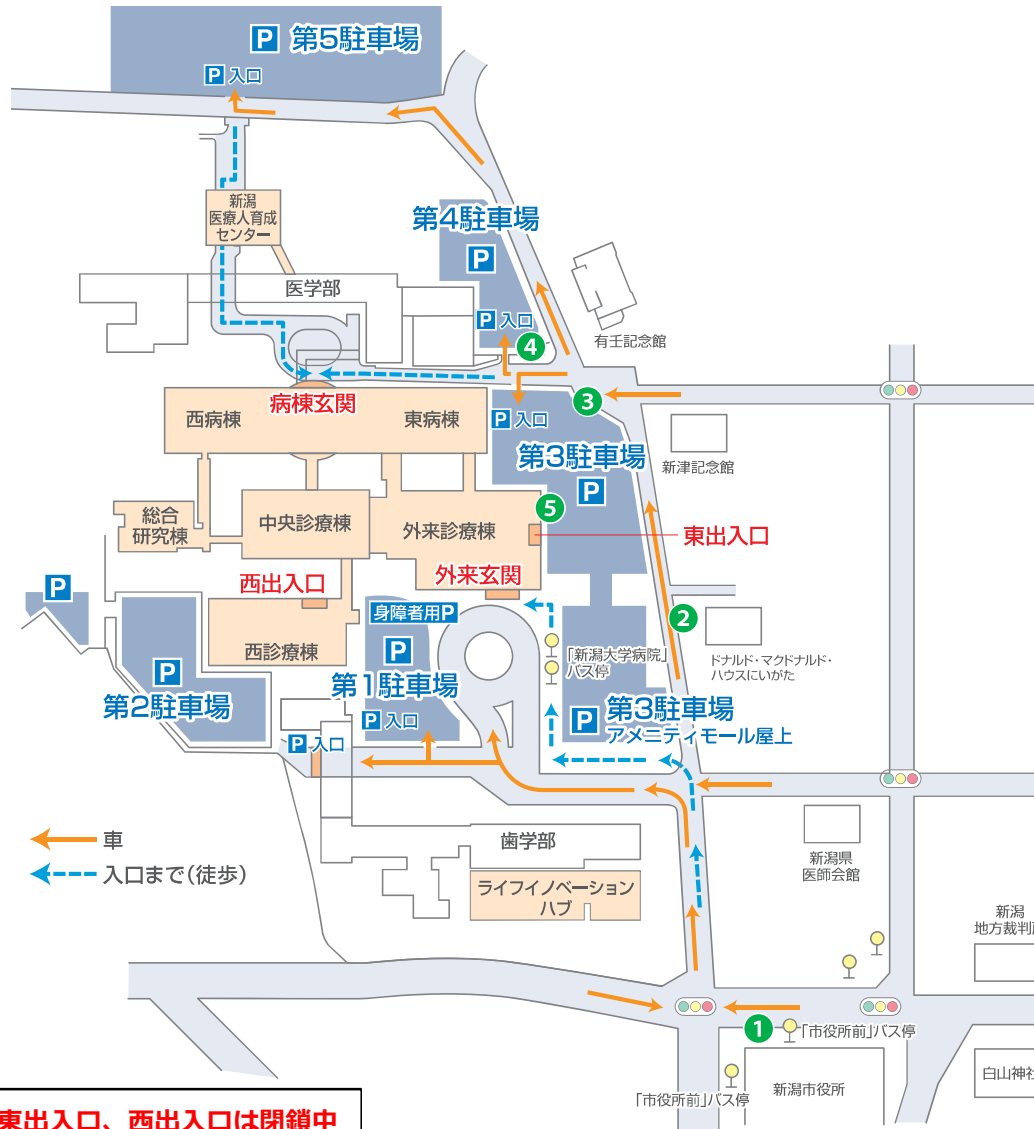 P 第5駐車場
P 入口
新潟
医療人育成
センター
第4駐車場
P
医学部
P 入口
4
有壬記念館
病棟玄関
西病棟
東病棟
3
P 入口
第3駐車場
P
新津記念館
総合
研究棟
中央診療棟
外来診療棟
5
東出入口
西出入口
外来玄関
P
身障者用P
2
西診療棟
P
P
「新潟大学病院」
バス停
ドナルド・マクドナルド・
ハウスにいがた
第2駐車場
第1駐車場
P 入口
P 第3駐車場
アメニティモール屋上
P 入口
車
入口まで(徒歩)
歯学部
ライフイノベーション
ハブ
新潟県
医師会館
新潟
地方裁判
1
「市役所前」バス停
「市役所前」バス停
新潟市役所
白山神社
東出入口、西出入口は閉鎖中